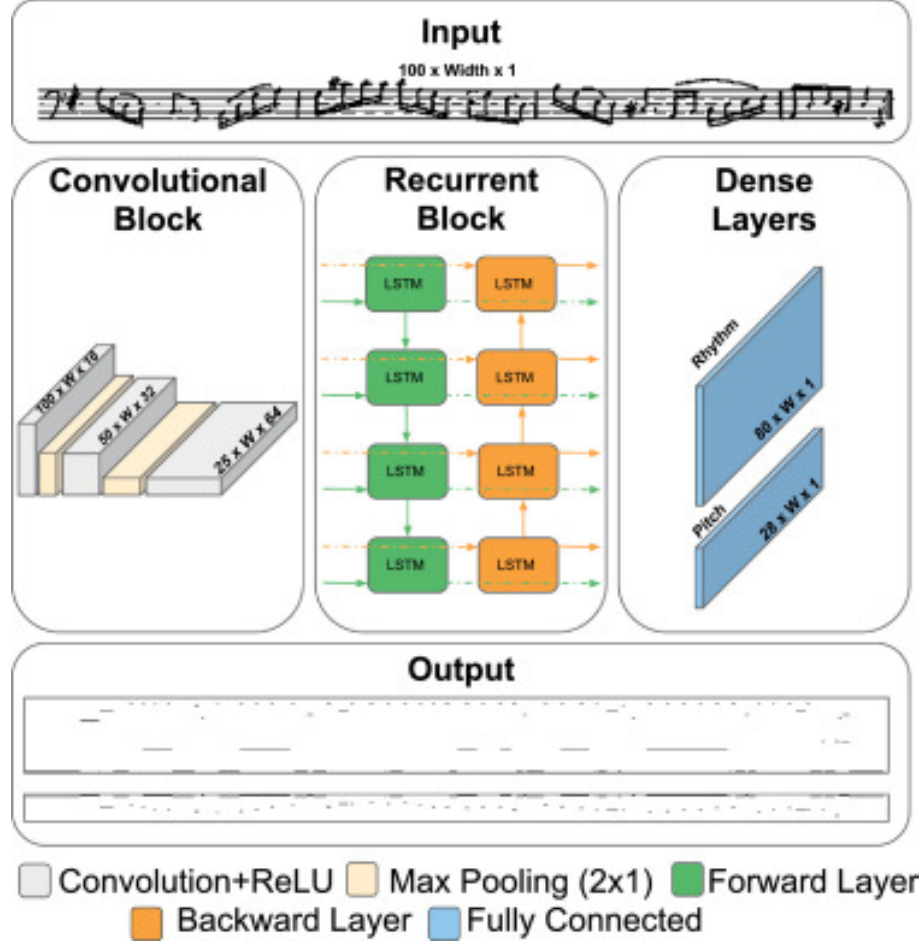 Input
100 x Width x 1
Convolutional
Block
100 x W x 16
50 x W x 32
25 x W x 64
Recurrent
Block
LSTM
LSTM
LSTM
LSTM
LSTM
LSTM
LSTM
LSTM
Dense
Layers
Rhythm
80 x W x 1
Pitch
28 x W x 1
Output
Convolution+ReLU
Max Pooling (2x1)
Forward Layer
Backward Layer
Fully Connected